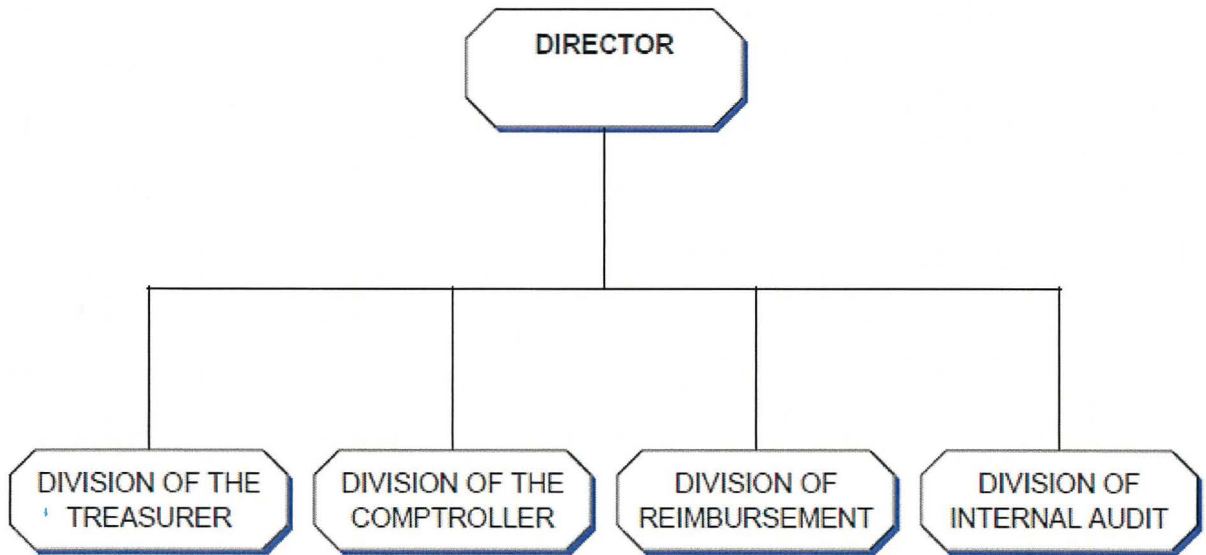 DIRECTOR
DIVISION OF THE
TREASURER
DIVISION OF THE
COMPTROLLER
DIVISION OF
REIMBURSEMENT
DIVISION OF
INTERNAL AUDIT